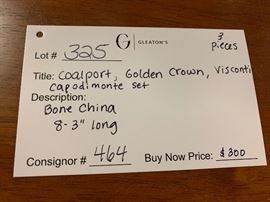 Lot # 325
G GLEATON'S
3 pieces
Title: Coalport, Golden Crown, Visconti
Capodimonte set
Description:
Bone China
8-3" long
Consignor # 464
Buy Now Price: $300